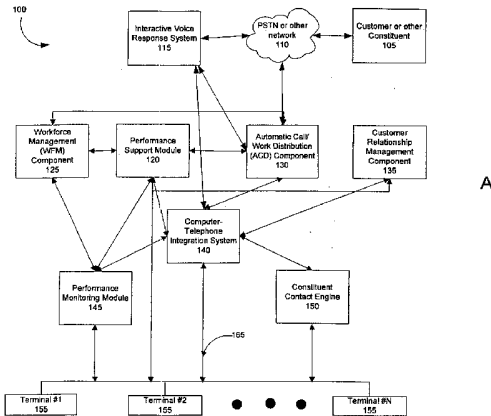 100
Interactive Voice
Response System
115
PSTN or other
network
110
Customer or other
Constituent
105
Workforce
Management
(WFM)
Component
125
Performance
Support Module
120
Automatic Call/
Work Distribution
(ACD) Component
130
Customer
Relationship
Management
Component
135
A
Computer-
Telephone
Integration System
140
Performance
Monitoring Module
145
Constituent
Contact Engine
150
165
Terminal #1
155
Terminal #2
155
Terminal #N
155